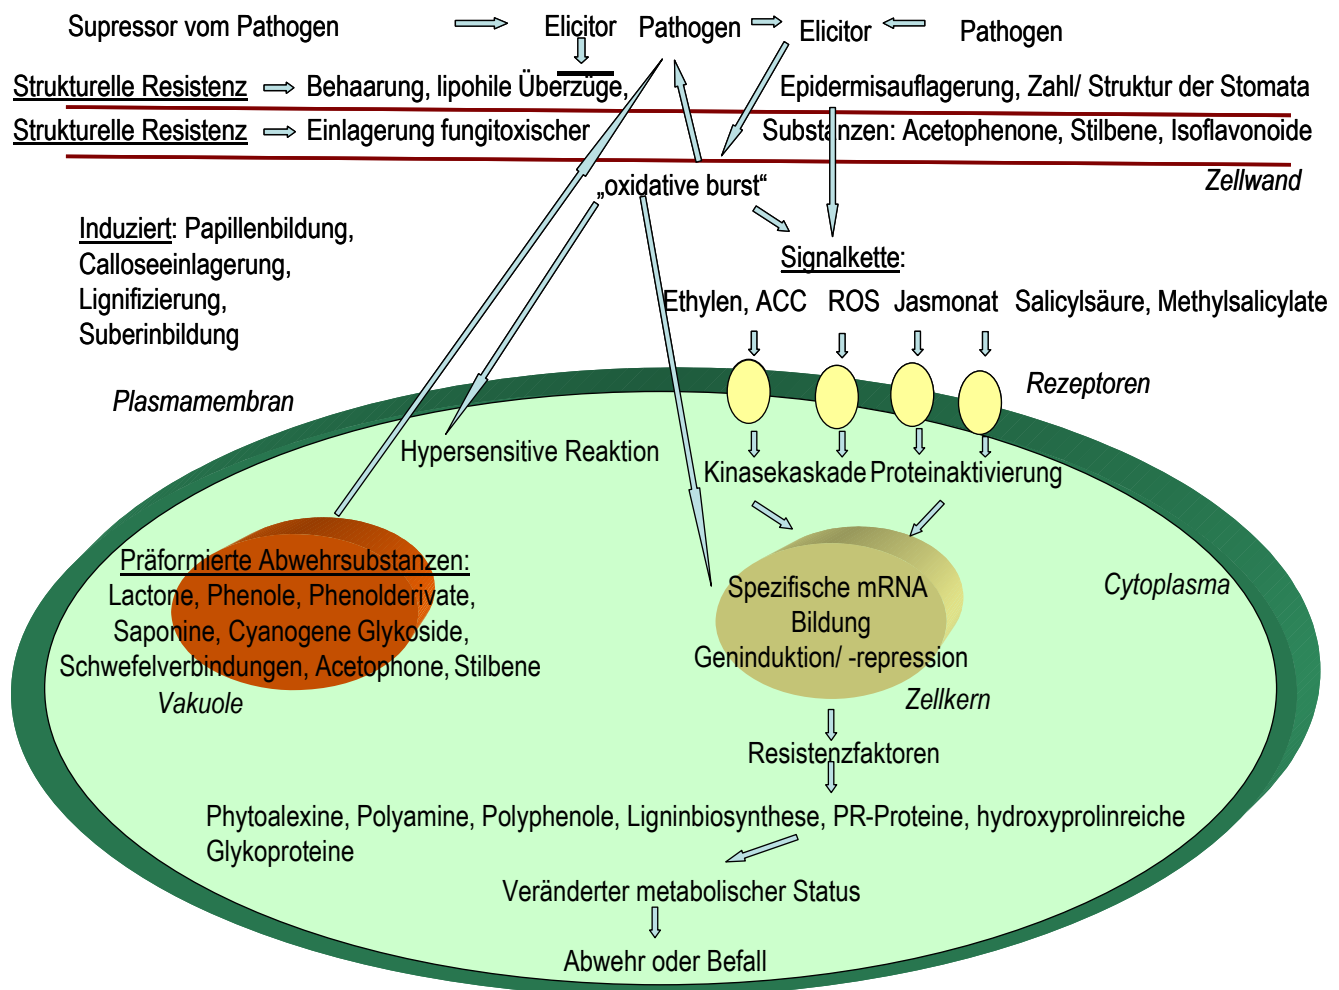 Supressor vom Pathogen Elicitor Pathogen Elicitor Pathogen
Strukturelle Resistenz Behaarung, lipohile Überzüge, Epidermisauflagerung, Zahl/ Struktur der Stomata
Strukturelle Resistenz Einlagerung fungitoxischer Substanzen: Acetophenone, Stilbene, Isoflavonoide
Zellwand
„oxidative burst“
Induziert: Papillenbildung,
Calloseeinlagerung,
Lignifizierung,
Suberinbildung
Signalkette:
Ethylen, ACC ROS Jasmonat Salicylsäure, Methylsalicylate
Rezeptoren
Plasmamembran
Hypersensitive Reaktion
Kinasekaskade Proteinaktivierung
Präformierte Abwehrsubstanzen:
Lactone, Phenole, Phenolderivate,
Saponine, Cyanogene Glykoside,
Schwefelverbindungen, Acetophone, Stilbene
Vakuole
Spezifische mRNA
Bildung
Geninduktion/ -repression
Zellkern
Cytoplasma
Resistenzfaktoren
Phytoalexine, Polyamine, Polyphenole, Ligninbiosynthese, PR-Proteine, hydroxyprolinreiche
Glykoproteine
Veränderter metabolischer Status
Abwehr oder Befall